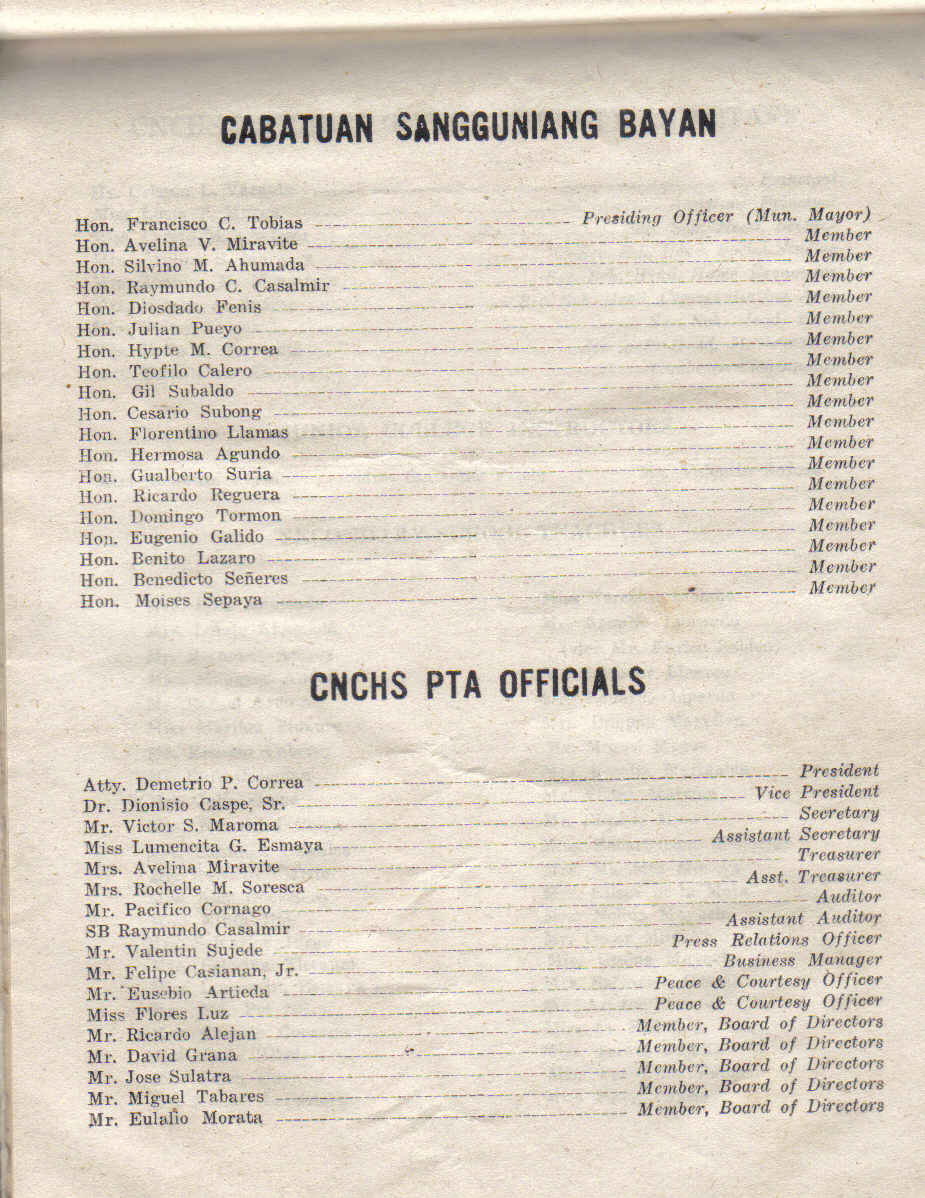 CABATUAN SANGGUNIANG BAYAN
Hon. Francisco C. Tobias Presiding Officer (Mun. Mayor)
Hon. Avelina V. Miravite Member
Hon. Silvino M. Ahumada Member
Hon. Raymundo C. Casalmir Member
Hon. Diosdado Fenis Member
Hon. Julian Pueyo Member
Hon. Hypte M. Correa Member
Hon. Teofilo Calero Member
Hon. Gil Subaldo Member
Hon. Cesario Subong Member
Hon. Florentino Llamas Member
Hon. Hermosa Agundo Member
Hon. Gualberto Suria Member
Hon. Ricardo Reguera Member
Hon. Domingo Tormon Member
Hon. Eugenio Galido Member
Hon. Benito Lazaro Member
Hon. Benedicto Señeres Member
Hon. Moises Sepaya Member
CNCHS PTA OFFICIALS
Atty. Demetrio P. Correa President
Dr. Dionisio Caspe, Sr. Vice President
Mr. Victor S. Maroma Secretary
Miss Lumencita G. Esmaya Assistant Secretary
Mrs. Avelina Miravite Treasurer
Mrs. Rochelle M. Soresca Asst. Treasurer
Mr. Pacifico Cornago Auditor
SB Raymundo Casalmir Assistant Auditor
Mr. Valentin Sujede Press Relations Officer
Mr. Felipe Casianan, Jr. Business Manager
Mr. Eusebio Artieda Peace & Courtesy Officer
Miss Flores Luz Peace & Courtesy Officer
Mr. Ricardo Alejan Member, Board of Directors
Mr. David Grana Member, Board of Directors
Mr. Jose Sulatra Member, Board of Directors
Mr. Miguel Tabares Member, Board of Directors
Mr. Eulalio Morata Member, Board of Directors